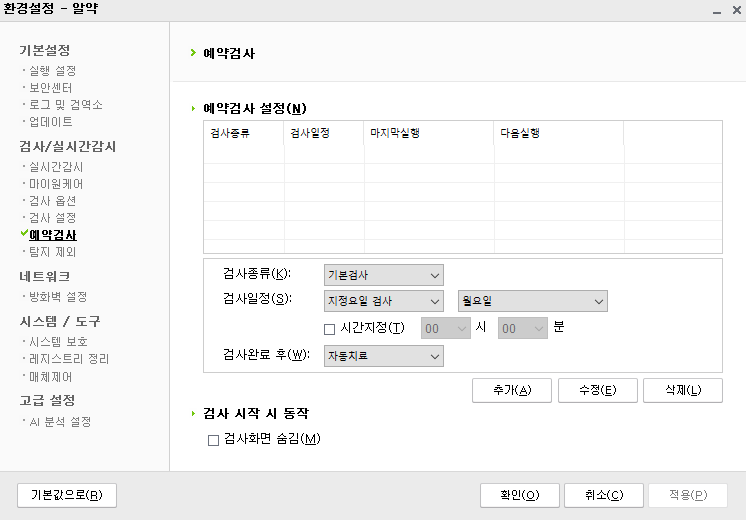 환경설정 - 알약
기본설정
· 실행 설정
· 보안센터
· 로그 및 검역소
· 업데이트
검사/실시간감시
· 실시간감시
· 마이원케어
· 검사 옵션
· 검사 설정
예약검사
· 탐지 제외
네트워크
· 방화벽 설정
시스템 / 도구
· 시스템 보호
· 레지스트리 정리
· 매체제어
고급 설정
· AI 분석 설정
예약검사
예약검사 설정(N)
검사종류 검사일정 마지막실행 다음실행
검사종류(K): 기본검사
검사일정(S): 지정요일 검사 월요일
시간지정(T) 00 시 00 분
검사완료 후(W): 자동치료
추가(A) 수정(E) 삭제(L)
검사 시작 시 동작
검사화면 숨김(M)
기본값으로(R) 확인(O) 취소(C) 적용(P)